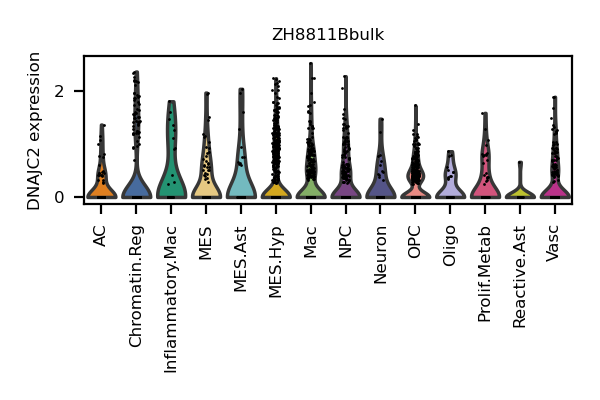 ZH8811Bbulk
DNAJC2 expression
2
0
AC
Chromatin.Reg
Inflammatory.Mac
MES
MES.Ast
MES.Hyp
Mac
NPC
Neuron
OPC
Oligo
Prolif.Metab
Reactive.Ast
Vasc